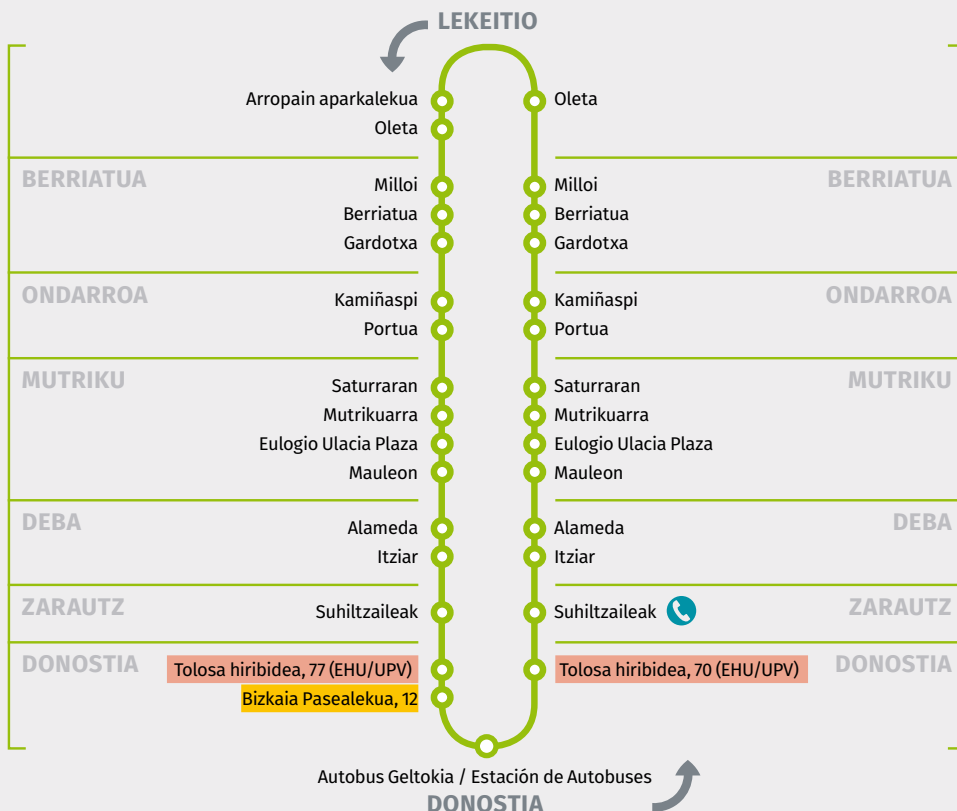 LEKEITIO
Arropain aparkalekua
Oleta
Oleta
BERRIATUA
Milloi
Milloi
BERRIATUA
Berriatua
Berriatua
Gardotxa
Gardotxa
ONDARROA
Kamiñaspi
Kamiñaspi
ONDARROA
Portua
Portua
MUTRIKU
Saturraran
Saturraran
MUTRIKU
Mutrikuarra
Mutrikuarra
Eulogio Ulacia Plaza
Eulogio Ulacia Plaza
Mauleon
Mauleon
DEBA
Alameda
Alameda
DEBA
Itziar
Itziar
ZARAUTZ
Suhiltzaileak
Suhiltzaileak
ZARAUTZ
DONOSTIA
Tolosa hiribidea, 77 (EHU/UPV)
Tolosa hiribidea, 70 (EHU/UPV)
DONOSTIA
Bizkaia Pasealekua, 12
Autobus Geltokia / Estación de Autobuses
DONOSTIA